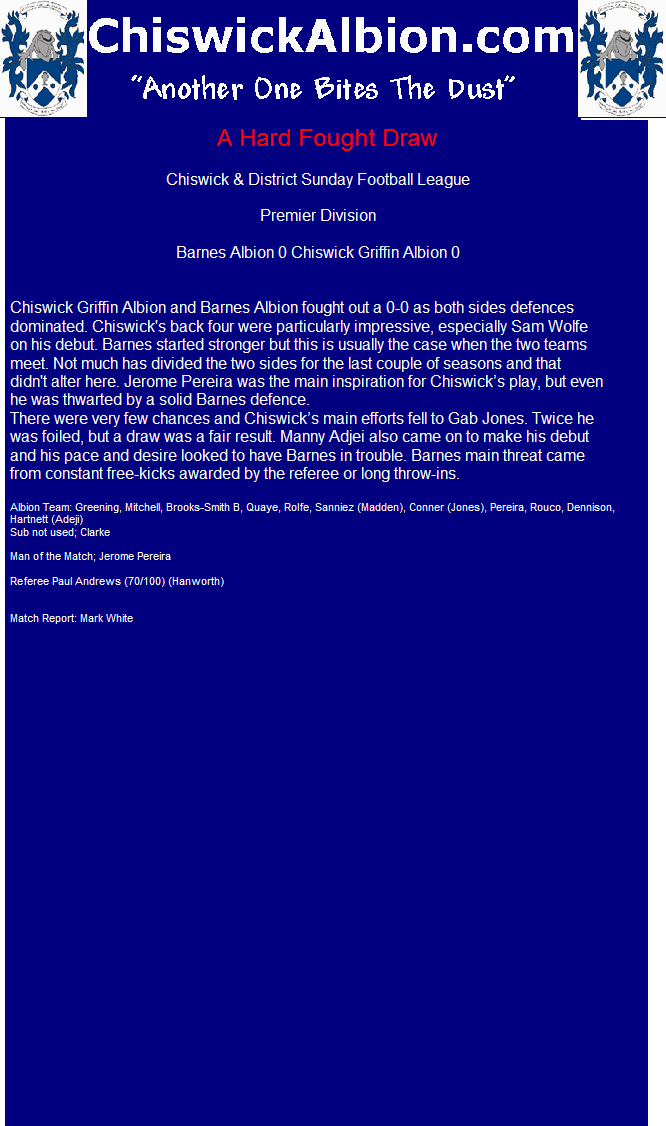 ChiswickAlbion.com
“Another One Bites The Dust”
A Hard Fought Draw
Chiswick & District Sunday Football League
Premier Division
Barnes Albion 0 Chiswick Griffin Albion 0
Chiswick Griffin Albion and Barnes Albion fought out a 0-0 as both sides defences
dominated. Chiswick's back four were particularly impressive, especially Sam Wolfe
on his debut. Barnes started stronger but this is usually the case when the two teams
meet. Not much has divided the two sides for the last couple of seasons and that
didn't alter here. Jerome Pereira was the main inspiration for Chiswick’s play, but even
he was thwarted by a solid Barnes defence.
There were very few chances and Chiswick’s main efforts fell to Gab Jones. Twice he
was foiled, but a draw was a fair result. Manny Adjei also came on to make his debut
and his pace and desire looked to have Barnes in trouble. Barnes main threat came
from constant free-kicks awarded by the referee or long throw-ins.
Albion Team: Greening, Mitchell, Brooks-Smith B, Quaye, Rolfe, Sanniez (Madden), Conner (Jones), Pereira, Rouco, Dennison,
Hartnett (Adeji)
Sub not used; Clarke
Man of the Match; Jerome Pereira
Referee Paul Andrews (70/100) (Hanworth)
Match Report: Mark White